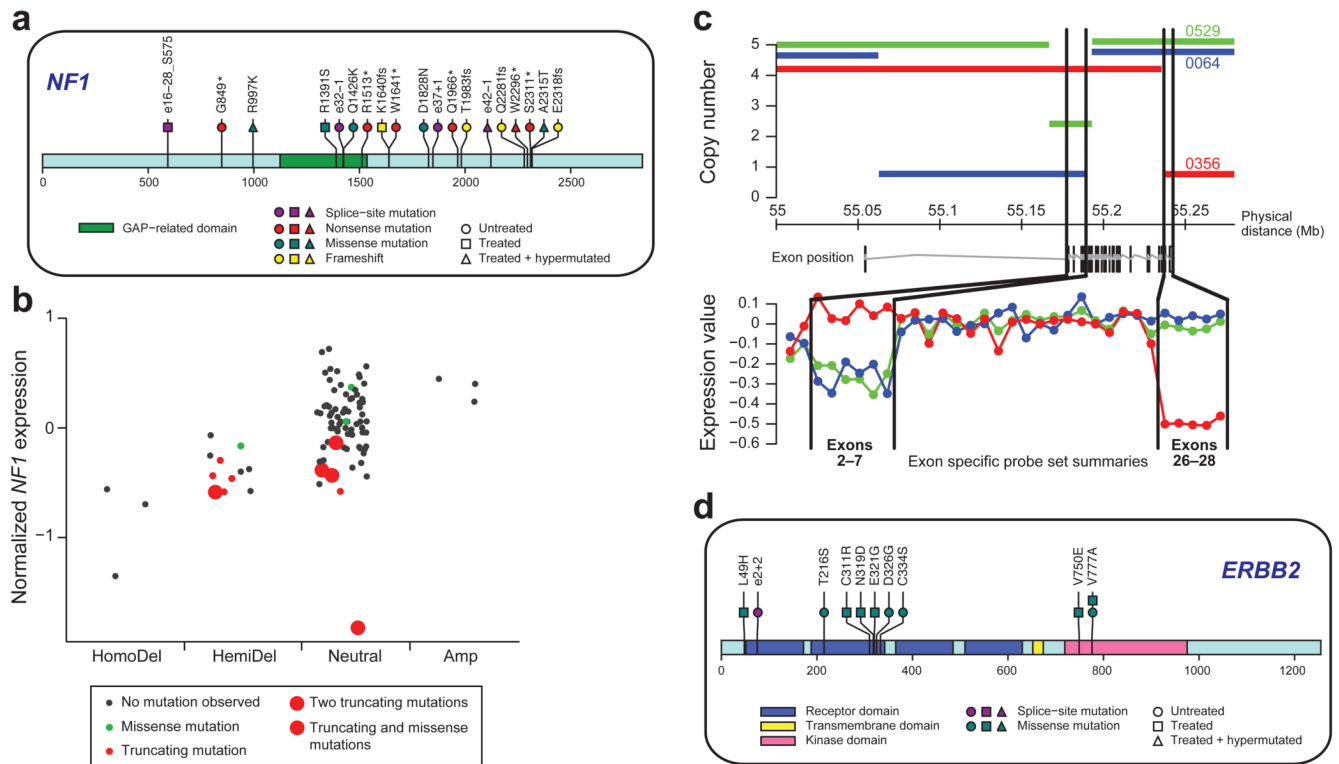 a
NF1
e16–28_S575
G849*
R997K
R1391S
e32–1
Q1426K
R1513*
K1640fs
W1641*
D1828N
e37+1
Q1966*
T1983fs
e42–1
Q2281fs
W2296*
S2311*
A2315T
E2318fs
0 500 1000 1500 2000 2500
GAP-related domain
Splice–site mutation
Nonsense mutation
Missense mutation
Frameshift
Untreated
Treated
Treated + hypermutated
b
Normalized NF1 expression
1
0
−1
HomoDel HemiDel Neutral Amp
No mutation observed
Missense mutation
Truncating mutation
Two truncating mutations
Truncating and missense
mutations
c
Copy number
5
4
3
2
1
0
0529
0064
0356
55 55.05 55.1 55.15 55.2 55.25
Physical
distance (Mb)
Exon position
Expression value
0.1
0
−0.1
−0.2
−0.3
−0.4
−0.5
−0.6
Exons
2–7
Exon specific probe set summaries
Exons
26–28
d
ERBB2
L49H
e2+2
T216S
C311R
N319D
E321G
D326G
C334S
V750E
V777A
0 200 400 600 800 1000 1200
Receptor domain
Transmembrane domain
Kinase domain
Splice–site mutation
Missense mutation
Untreated
Treated
Treated + hypermutated